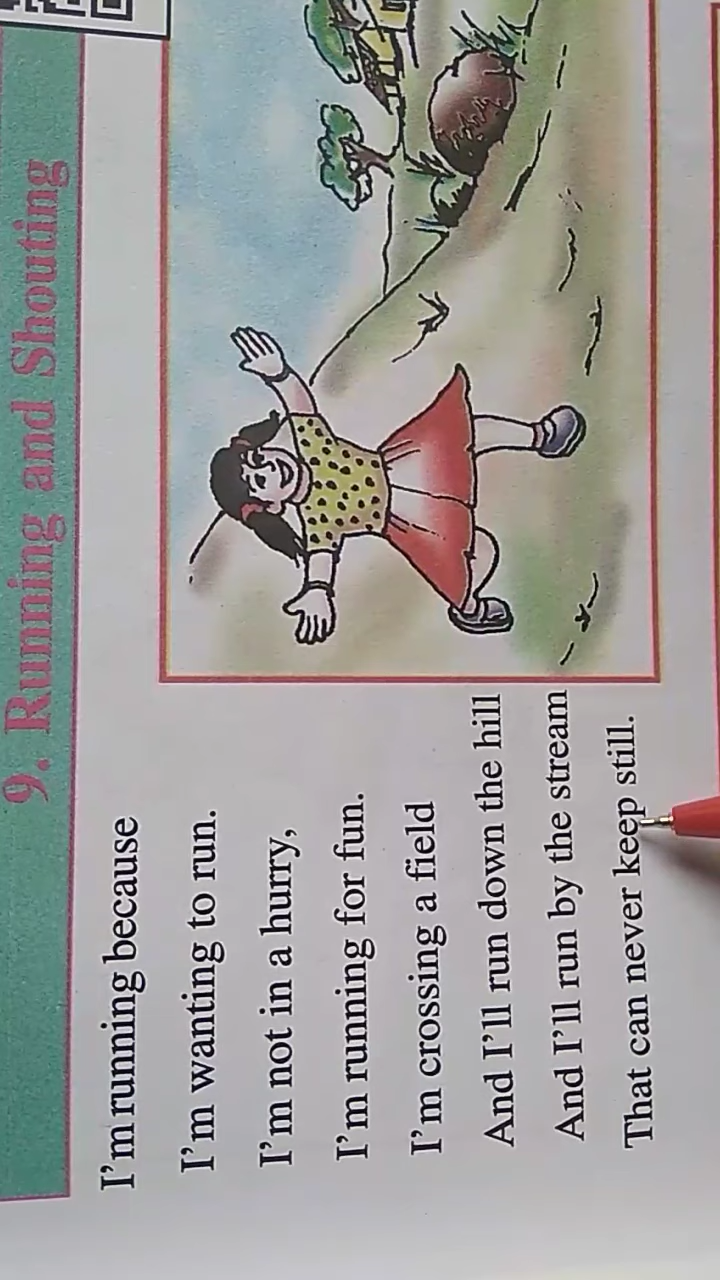 9. Running and Shouting
I'm running because
I'm wanting to run.
I'm not in a hurry,
I'm running for fun.
I'm crossing a field
And I'll run down the hill
And I'll run by the stream
That can never keep still.